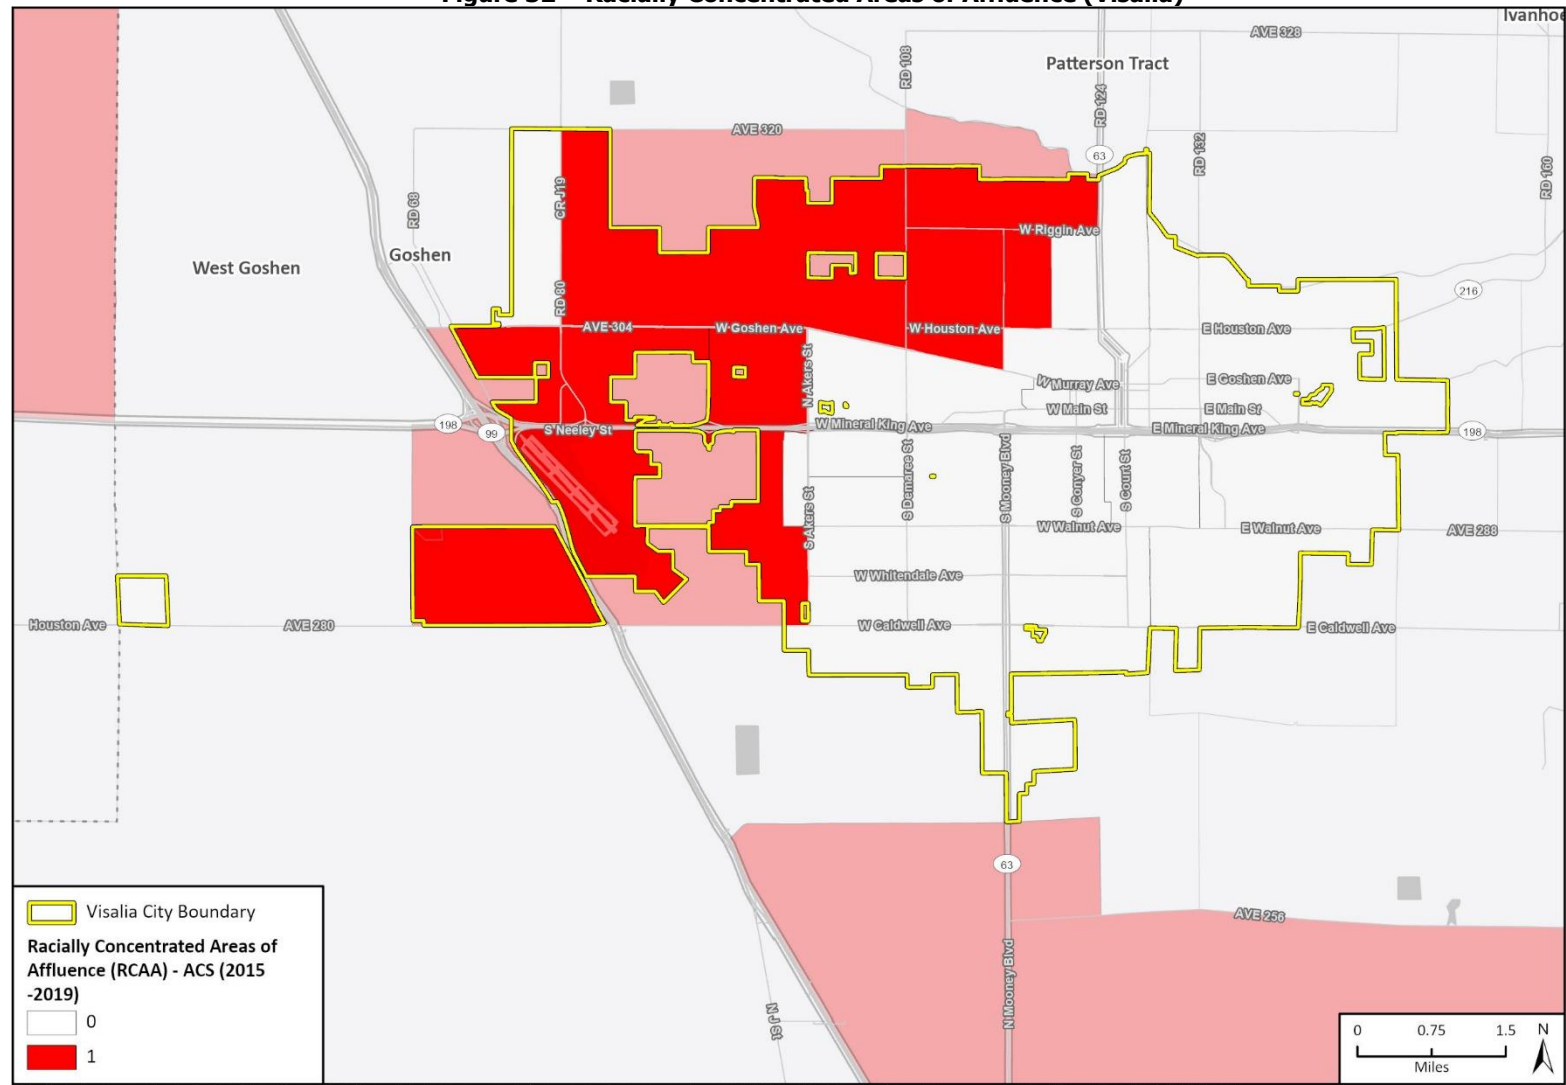 Figure 32 – Racially Concentrated Areas of Affluence (Visalia)
Ivanhoe
AVE 328
Patterson Tract
RD 108
RD 124
63
RD 132
RD 160
AVE 320
CR J19
RD 68
W Riggin Ave
Goshen
West Goshen
216
RD 80
AVE 304
W Goshen Ave
W Houston Ave
E Houston Ave
N Akers St
W Murray Ave
E Goshen Ave
W Main St
E Main St
198
99
S Neeley St
W Mineral King Ave
E Mineral King Ave
198
S Akers St
S Demaree St
S Mooney Blvd
S Conyer St
S Court St
W Walnut Ave
E Walnut Ave
AVE 288
W Whitendale Ave
Houston Ave
AVE 280
W Caldwell Ave
E Caldwell Ave
63
AVE 256
N Mooney Blvd
N J St
Visalia City Boundary
Racially Concentrated Areas of
Affluence (RCAA) - ACS (2015
-2019)
0
1
0 0.75 1.5
Miles
N